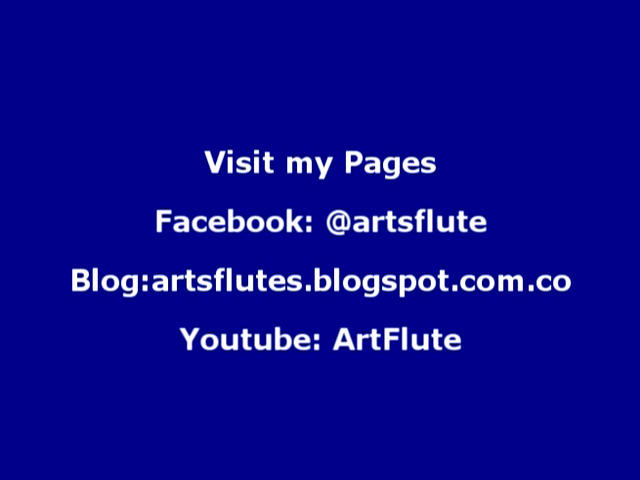 Visit my Pages
Facebook: @artsflute
Blog:artsflutes.blogspot.com.co
Youtube: ArtFlute